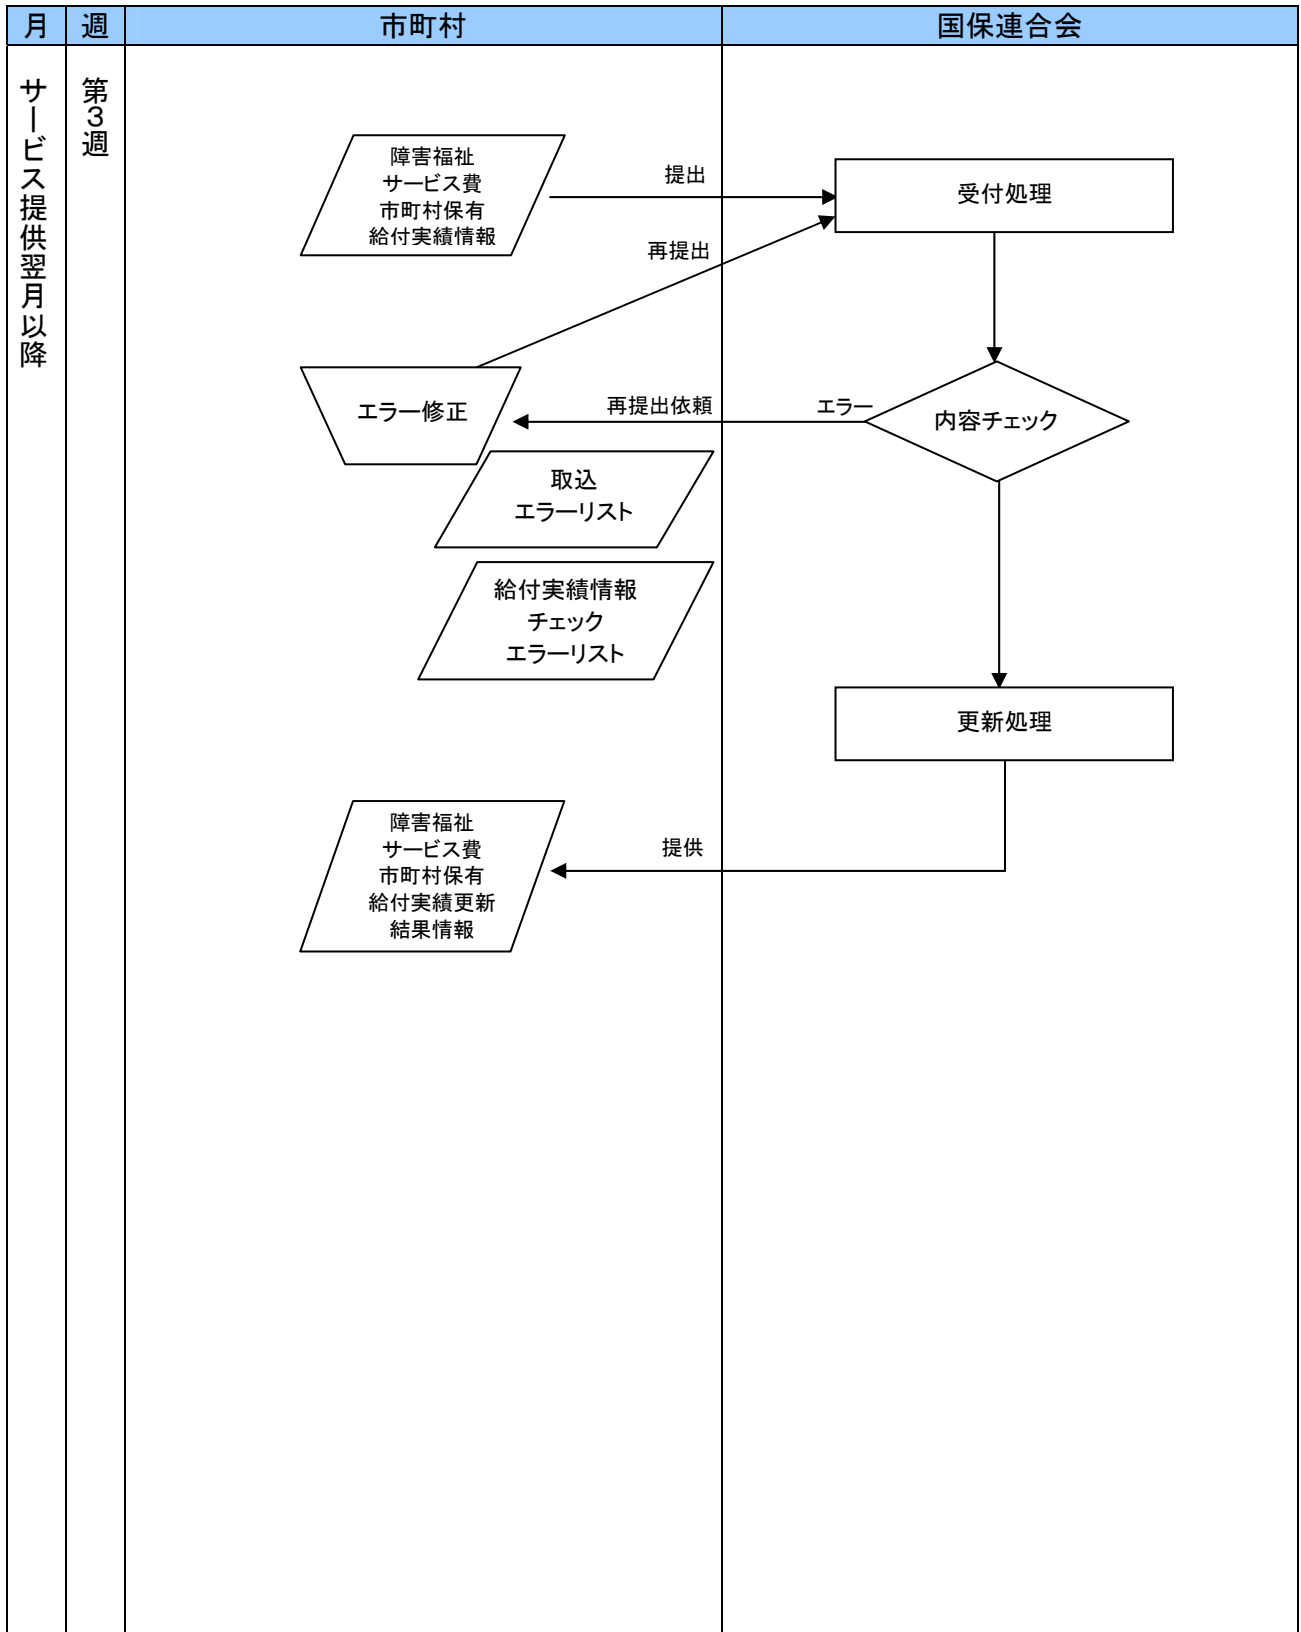 月
週
市町村
国保連合会
サービス提供翌月以降
第3週
障害福祉
サービス費
市町村保有
給付実績情報
提出
受付処理
再提出
エラー修正
再提出依頼
エラー
内容チェック
取込
エラーリスト
給付実績情報
チェック
エラーリスト
更新処理
障害福祉
サービス費
市町村保有
給付実績更新
結果情報
提供